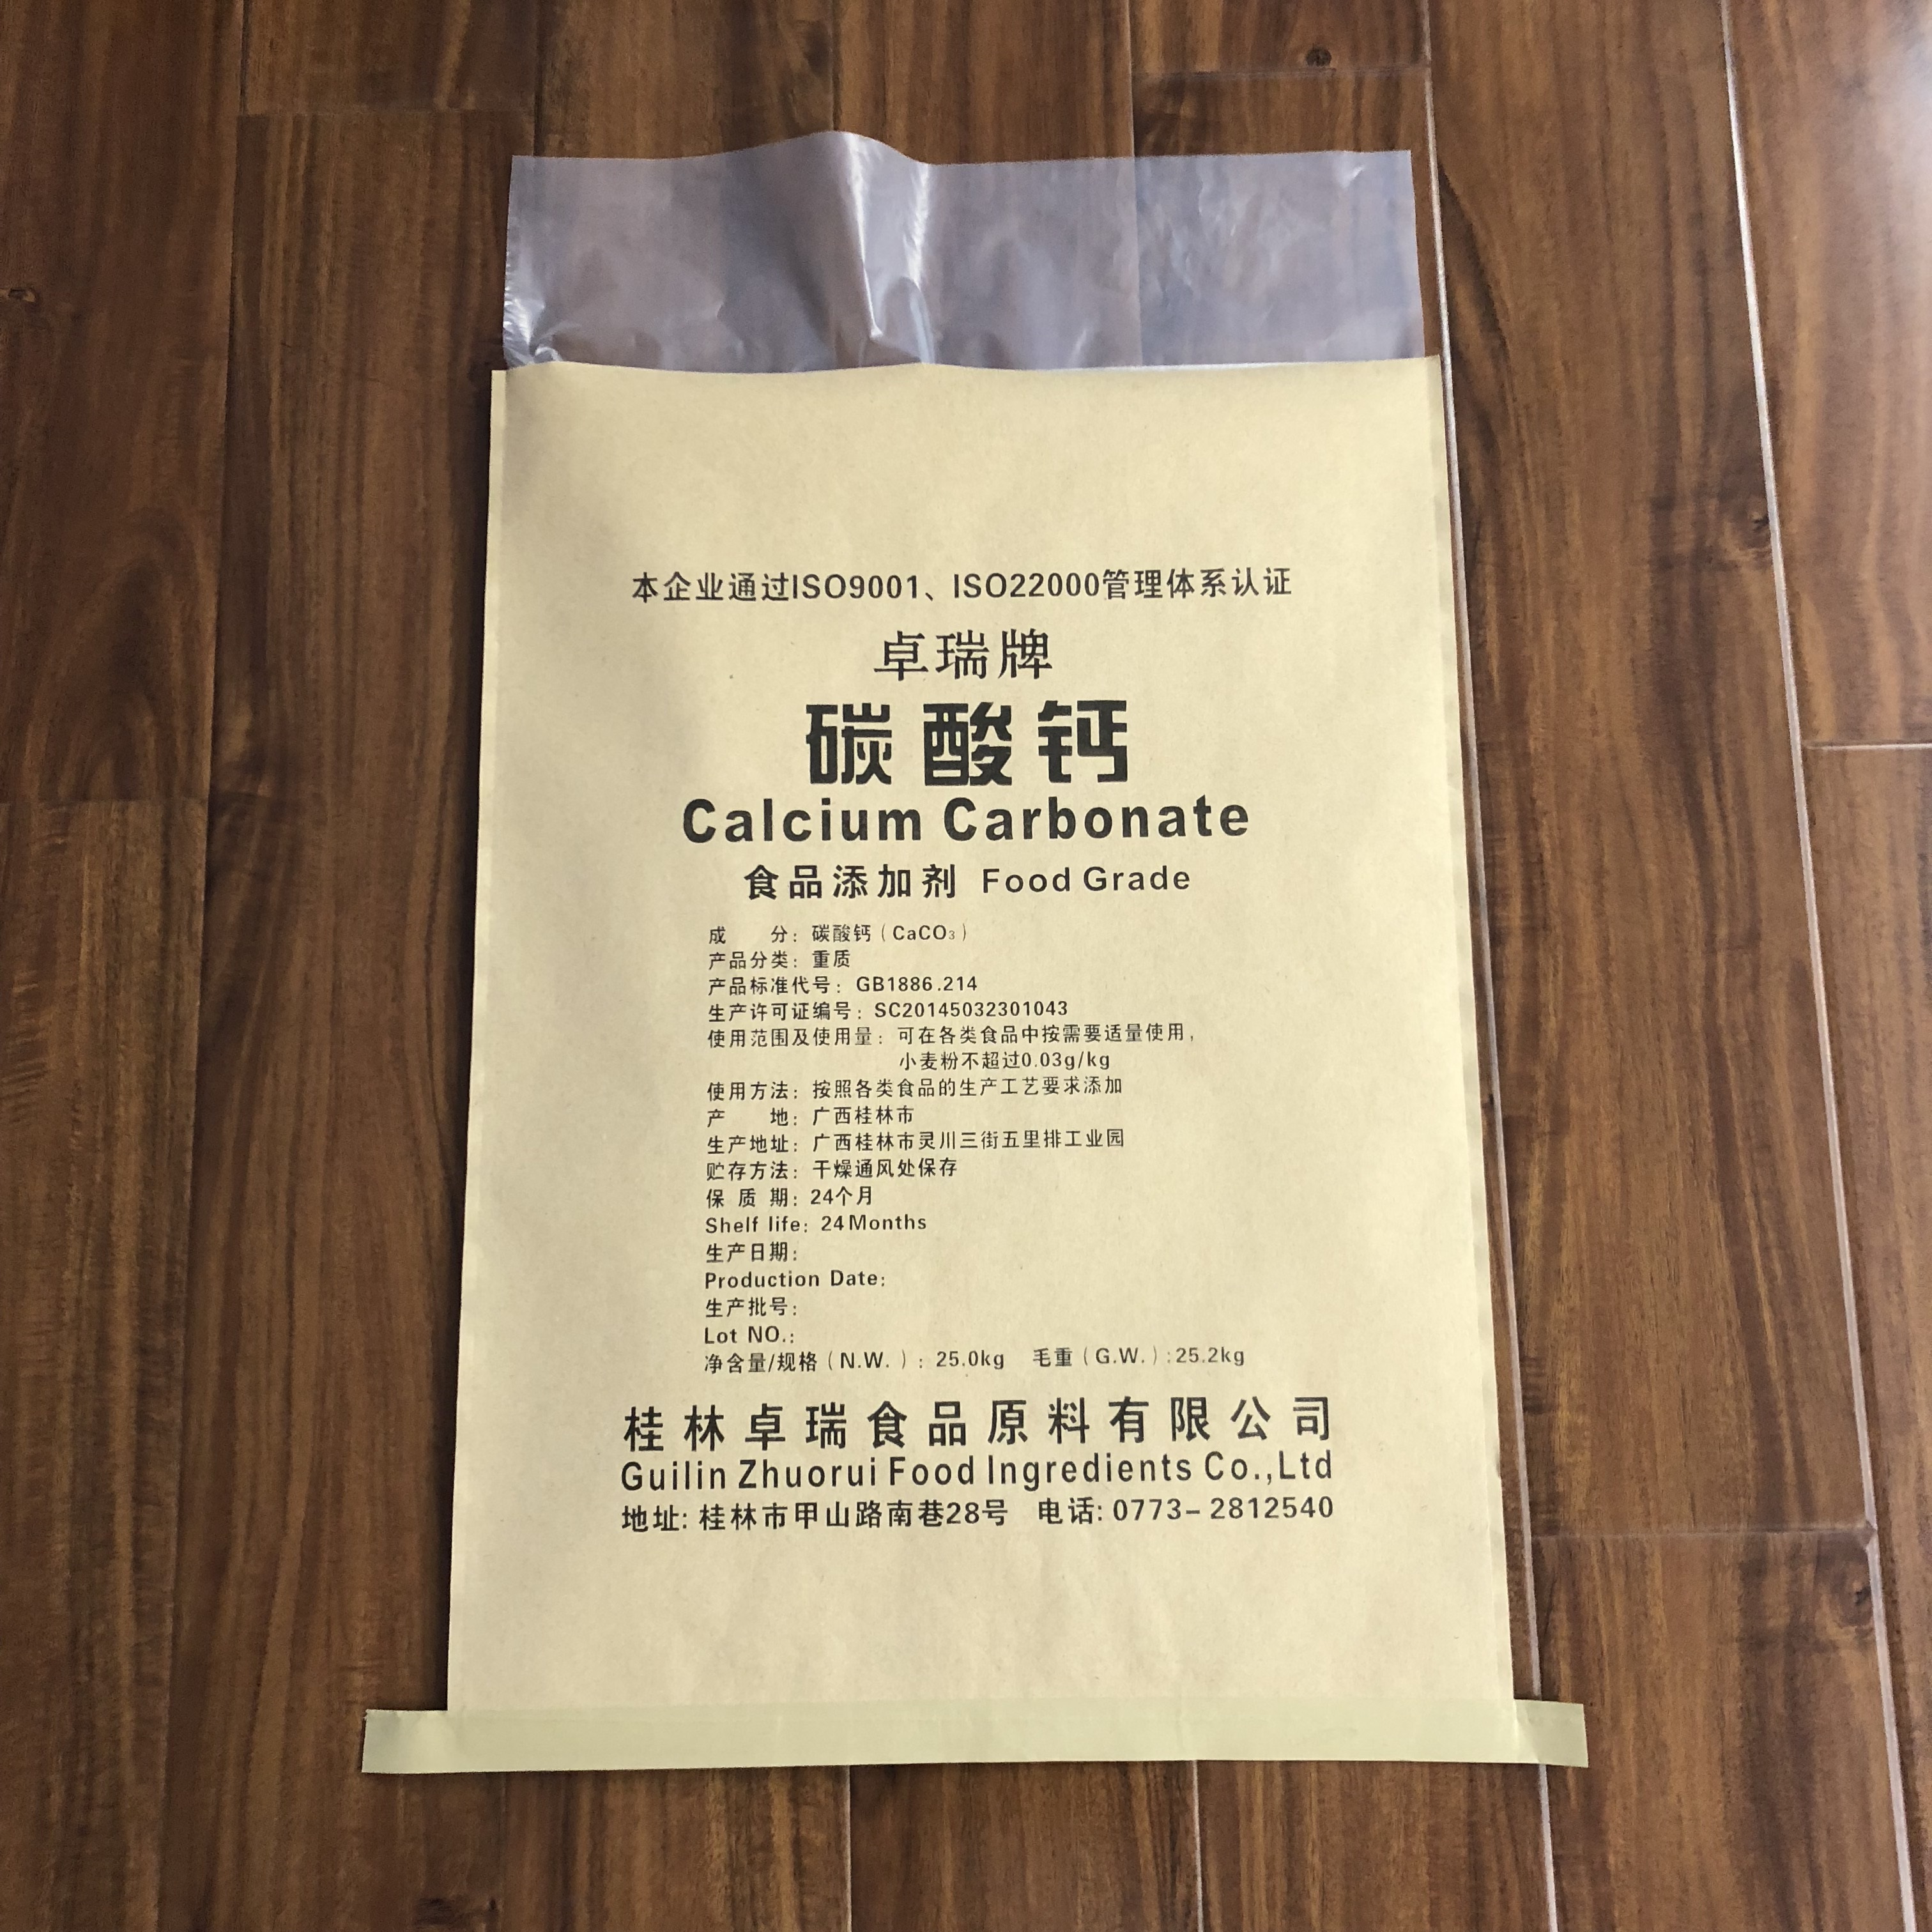 本企业通过ISO9001、ISO22000管理体系认证
卓瑞牌
碳酸钙
Calcium Carbonate
食品添加剂 Food Grade
成 分：碳酸钙（CaCO₃）
产品分类：重质
产品标准代号：GB1886.214
生产许可证编号：SC20145032301043
使用范围及使用量：可在各类食品中按需要适量使用，
小麦粉不超过0.03g/kg
使用方法：按照各类食品的生产工艺要求添加
产 地：广西桂林市
生产地址：广西桂林市灵川三街五里排工业园
贮存方法：干燥通风处保存
保 质 期：24个月
Shelf life：24 Months
生产日期：
Production Date:
生产批号：
Lot NO.:
净含量/规格（N.W.）：25.0kg 毛重（G.W.）:25.2kg
桂林卓瑞食品原料有限公司
Guilin Zhuorui Food Ingredients Co.,Ltd
地址: 桂林市甲山路南巷28号 电话: 0773-2812540